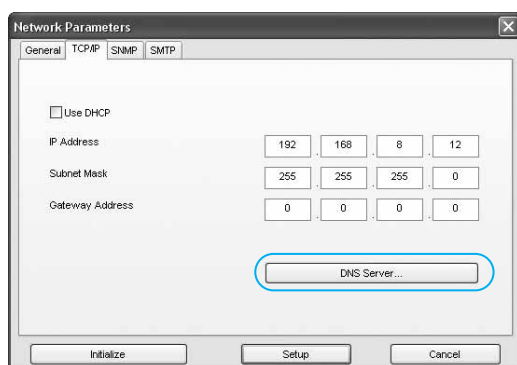 Network Parameters
General TCP/IP SNMP SMTP
Use DHCP
IP Address 192 . 168 . 8 . 12
Subnet Mask 255 . 255 . 255 . 0
Gateway Address 0 . 0 . 0 . 0
DNS Server...
Initialize Setup Cancel